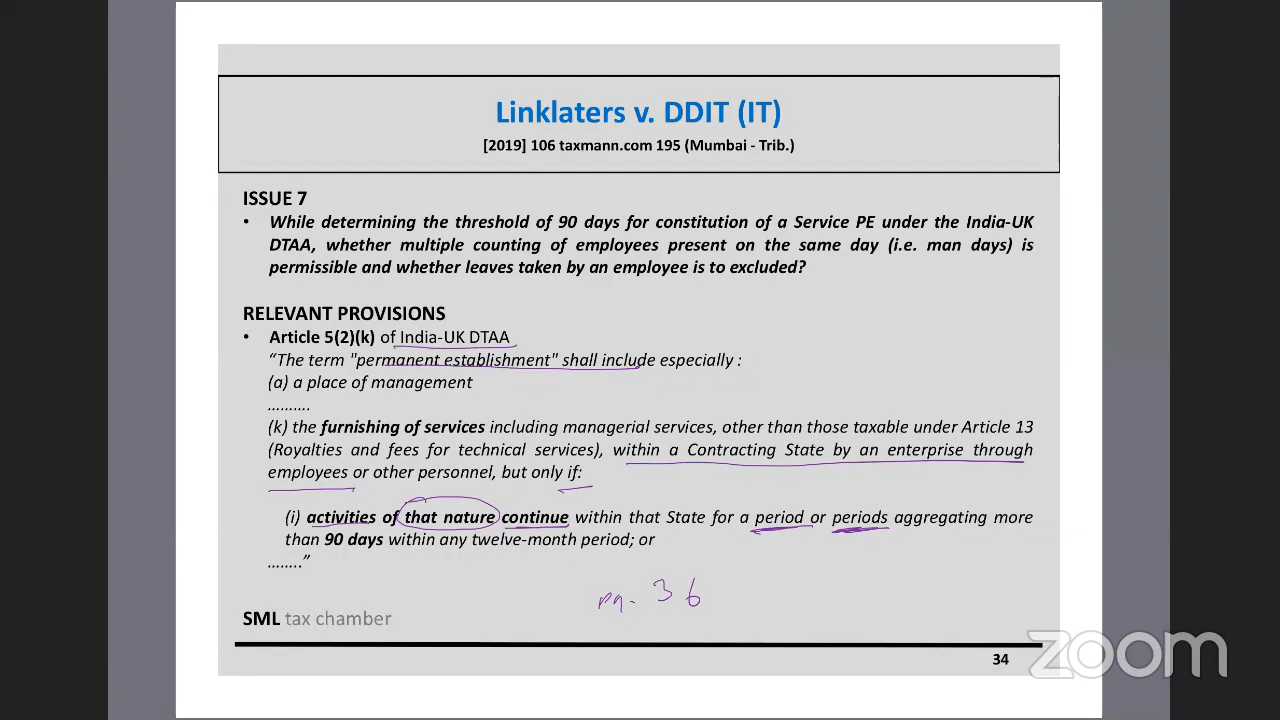 Linklaters v. DDIT (IT)
[2019] 106 taxmann.com 195 (Mumbai - Trib.)
ISSUE 7
• While determining the threshold of 90 days for constitution of a Service PE under the India-UK
DTAA, whether multiple counting of employees present on the same day (i.e. man days) is
permissible and whether leaves taken by an employee is to excluded?
RELEVANT PROVISIONS
• Article 5(2)(k) of India-UK DTAA
“The term "permanent establishment" shall include especially :
(a) a place of management
……….
(k) the furnishing of services including managerial services, other than those taxable under Article 13
(Royalties and fees for technical services), within a Contracting State by an enterprise through
employees or other personnel, but only if:
(i) activities of that nature continue within that State for a period or periods aggregating more
than 90 days within any twelve-month period; or
……..”
pg. 36
SML tax chamber
34
zoom